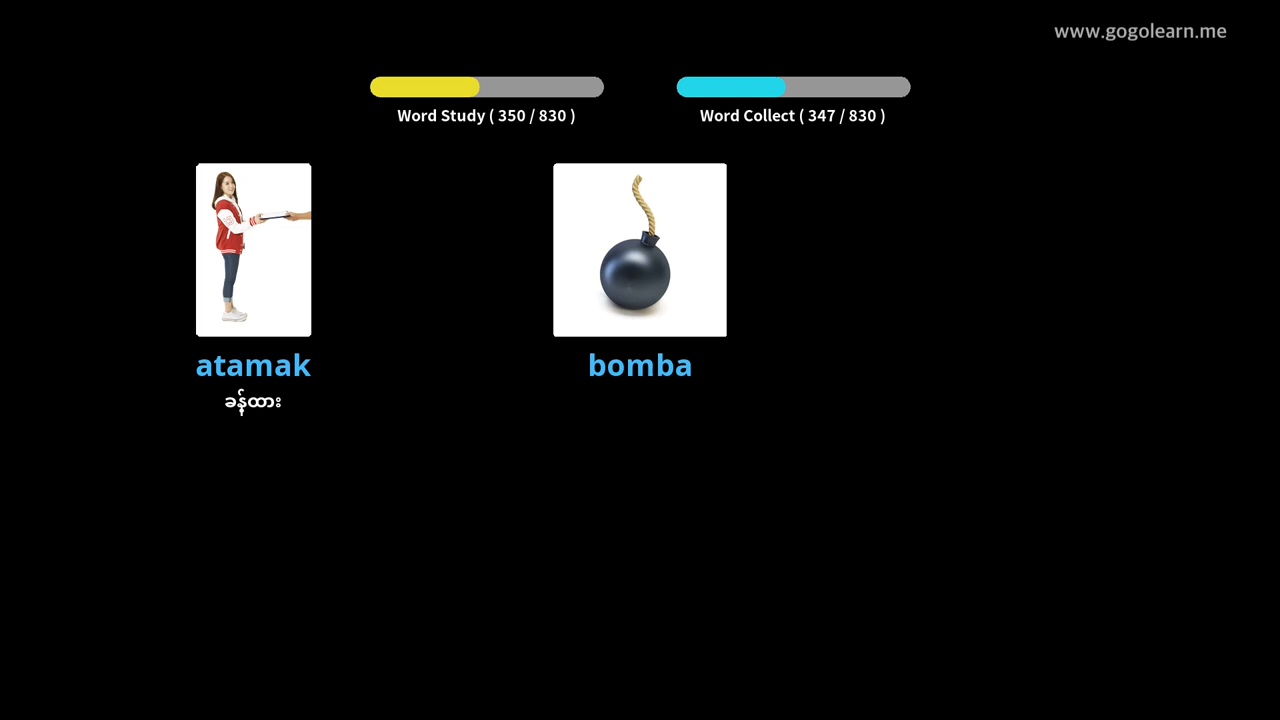 www.gogolearn.me
Word Study ( 350 / 830 )
Word Collect ( 347 / 830 )
atamak
ခန့်ထား
bomba